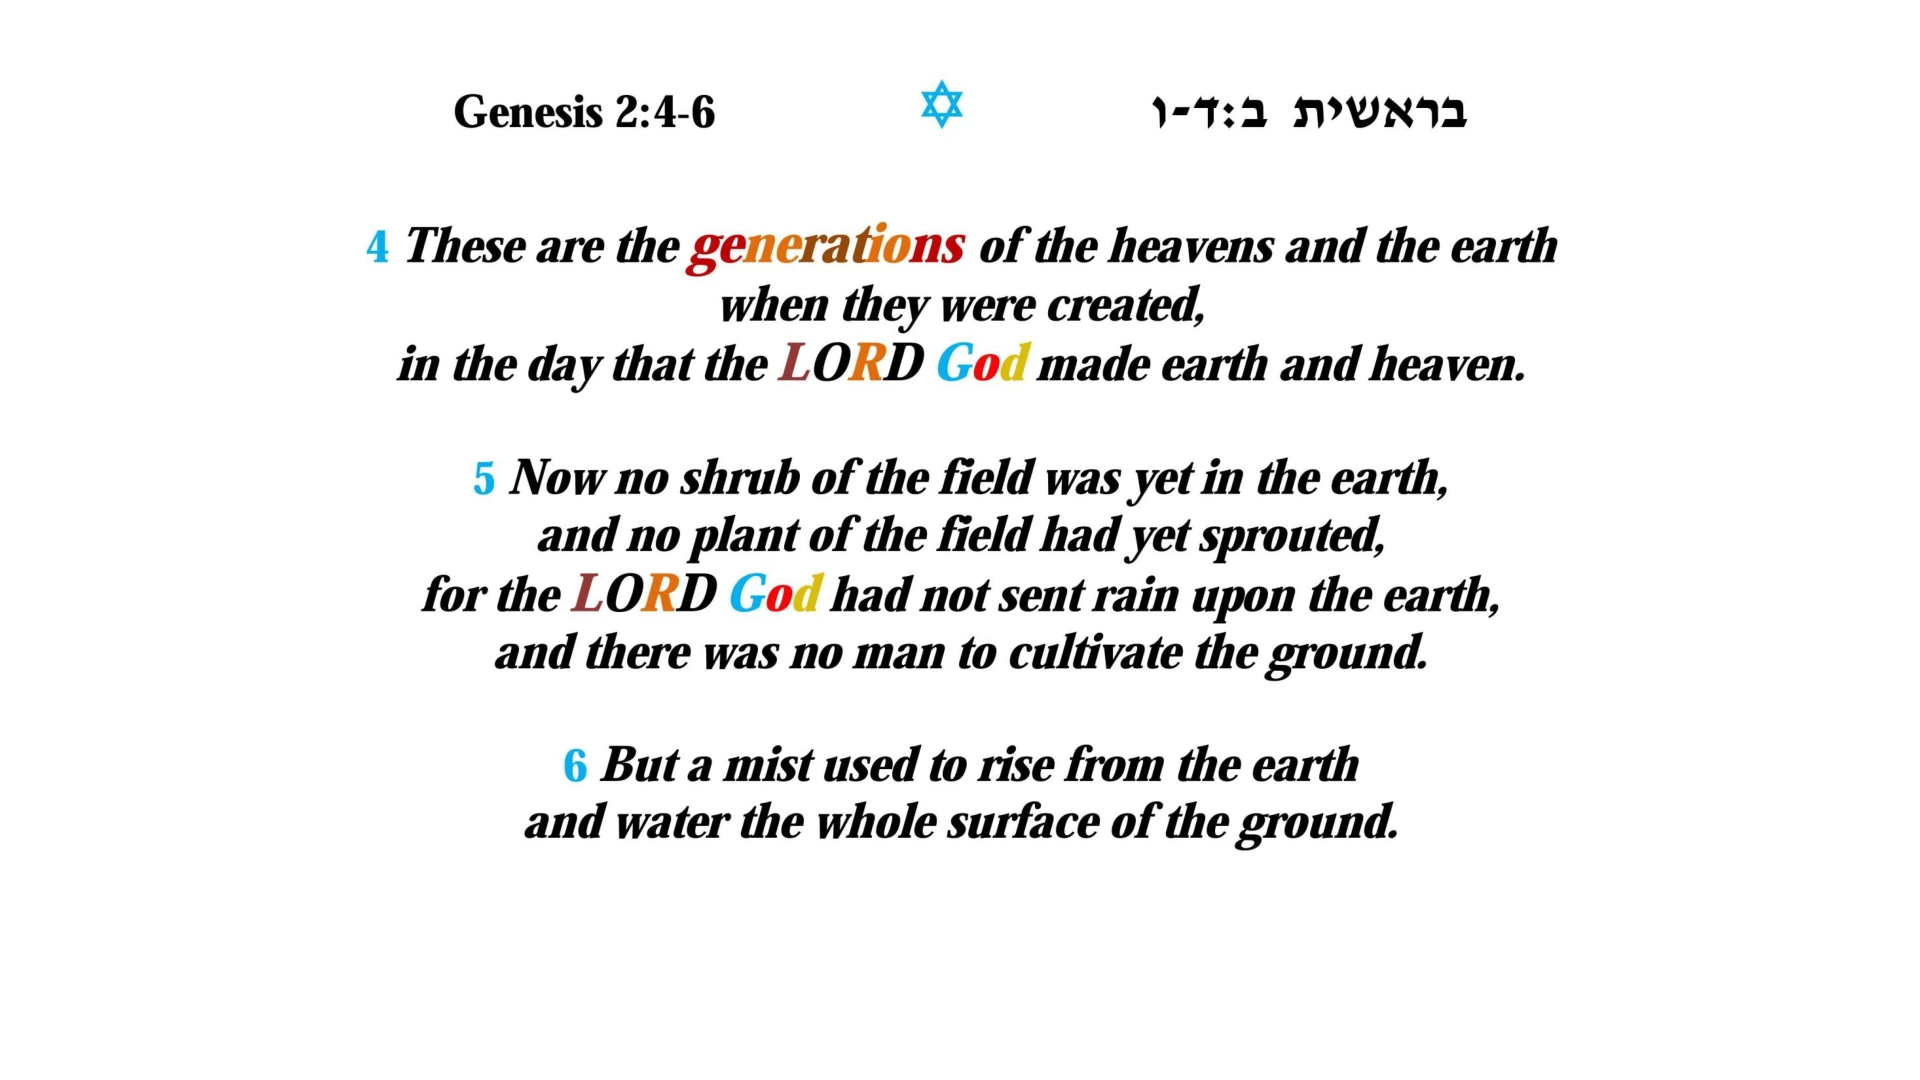 Genesis 2:4-6 ✡ בראשית ב:ד-ו
4 These are the generations of the heavens and the earth
when they were created,
in the day that the LORD God made earth and heaven.
5 Now no shrub of the field was yet in the earth,
and no plant of the field had yet sprouted,
for the LORD God had not sent rain upon the earth,
and there was no man to cultivate the ground.
6 But a mist used to rise from the earth
and water the whole surface of the ground.